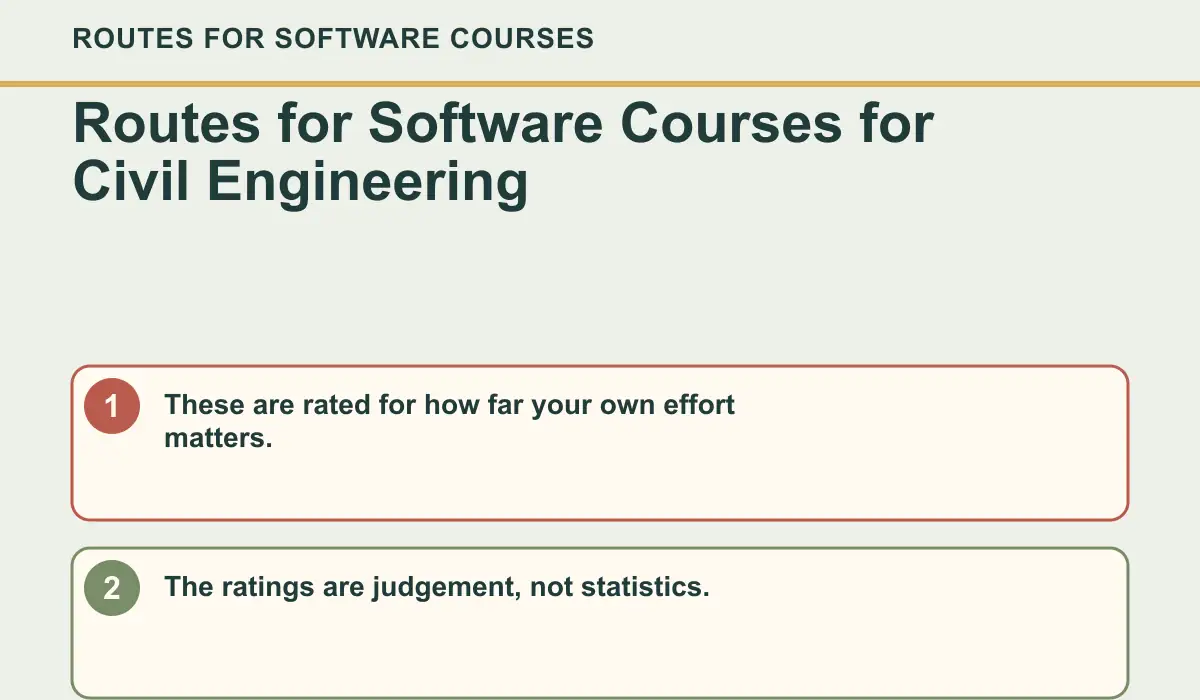 ROUTES FOR SOFTWARE COURSES
Routes for Software Courses for
Civil Engineering
1
These are rated for how far your own effort
matters.
2
The ratings are judgement, not statistics.